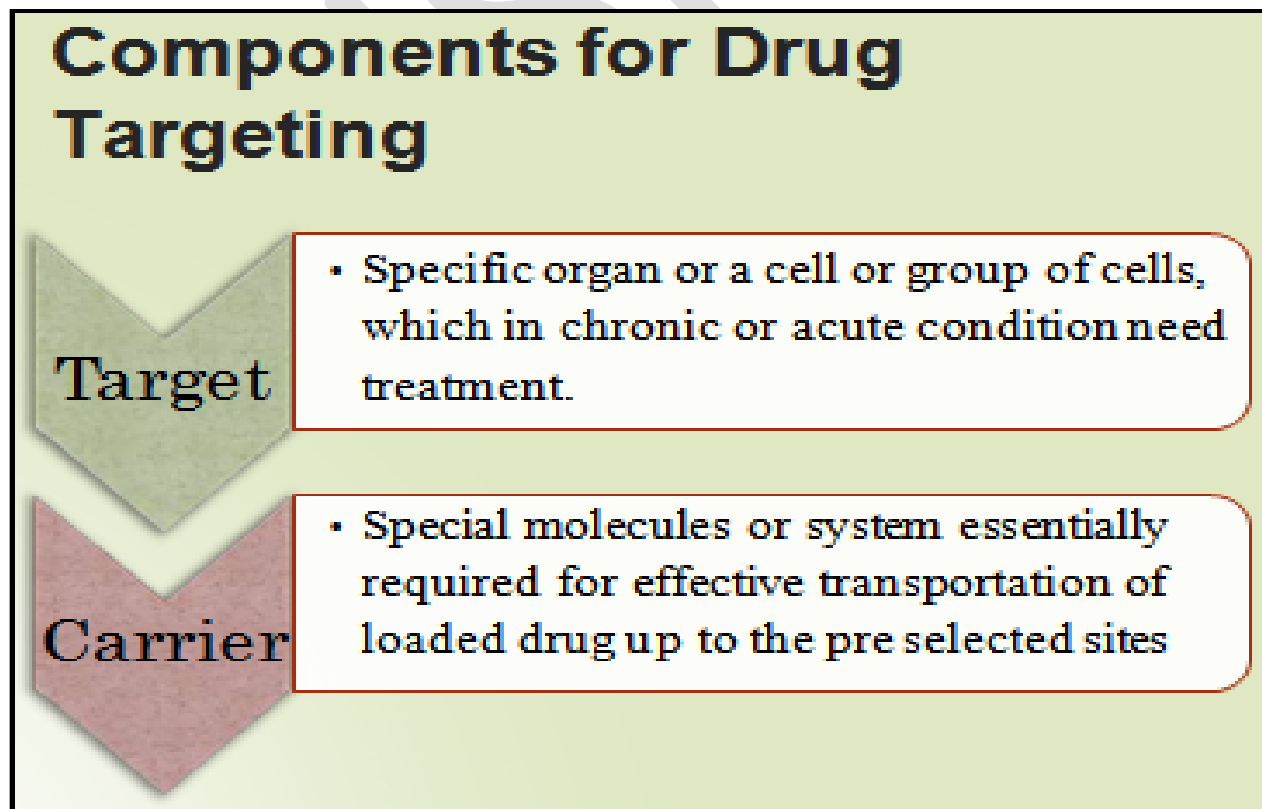 Components for Drug
Targeting
Target
• Specific organ or a cell or group of cells,
which in chronic or acute condition need
treatment.
Carrier
• Special molecules or system essentially
required for effective transportation of
loaded drug up to the pre selected sites